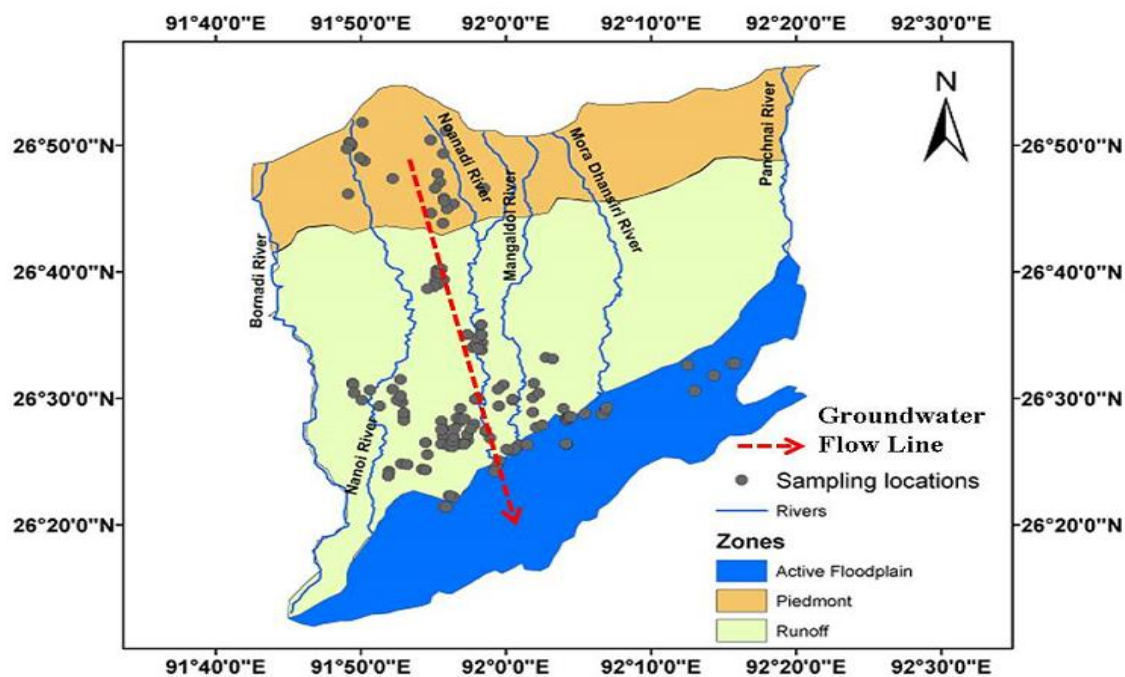 91°40'0"E 91°50'0"E 92°0'0"E 92°10'0"E 92°20'0"E 92°30'0"E
N
26°50'0"N
26°40'0"N
26°30'0"N
26°20'0"N
26°50'0"N
26°40'0"N
26°30'0"N
26°20'0"N
Bornadi River
Nanoi River
Noanadi River
Mangaldoi River
Mora Dhansiri River
Panchnai River
Groundwater
Flow Line
Sampling locations
Rivers
Zones
Active Floodplain
Piedmont
Runoff
91°40'0"E 91°50'0"E 92°0'0"E 92°10'0"E 92°20'0"E 92°30'0"E